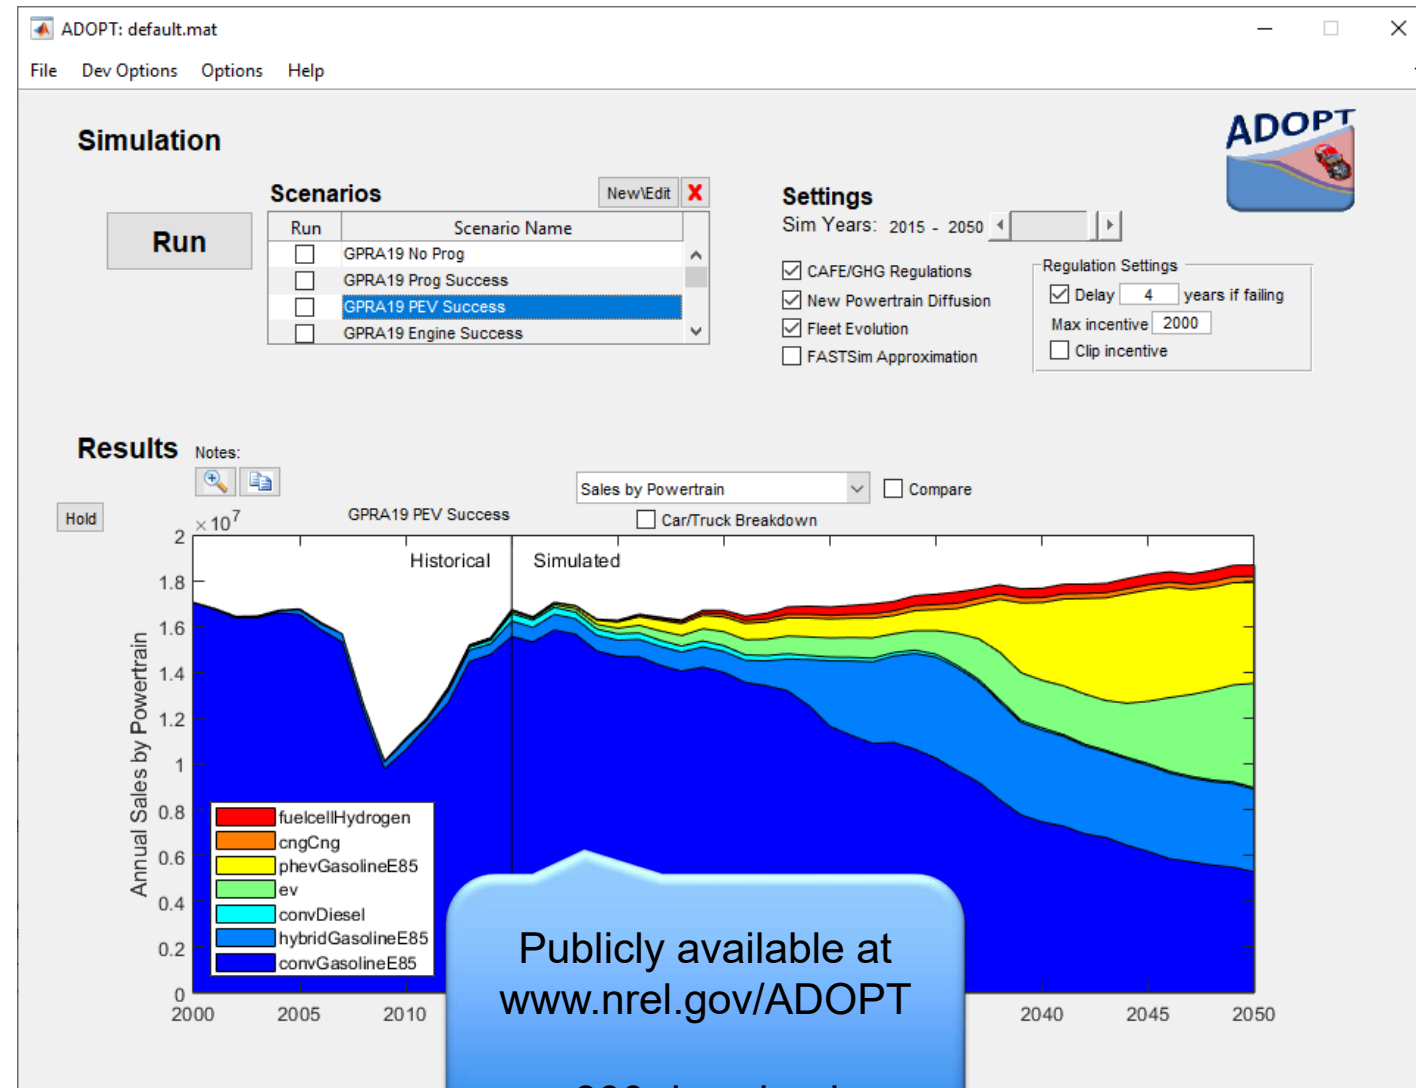 ADOPT: default.mat
File Dev Options Options Help
ADOPT
Simulation
Run
Scenarios
New\Edit X
Run Scenario Name
GPRA19 No Prog
GPRA19 Prog Success
GPRA19 PEV Success
GPRA19 Engine Success
Settings
Sim Years: 2015 - 2050
CAFE/GHG Regulations
New Powertrain Diffusion
Fleet Evolution
FASTSim Approximation
Regulation Settings
Delay 4 years if failing
Max incentive 2000
Clip incentive
Results Notes:
Sales by Powertrain
Compare
Hold
GPRA19 PEV Success
Car/Truck Breakdown
×10^7
Historical Simulated
Annual Sales by Powertrain
2
1.8
1.6
1.4
1.2
1
0.8
0.6
0.4
0.2
0
fuelcellHydrogen
cngCng
phevGasolineE85
ev
convDiesel
hybridGasolineE85
convGasolineE85
2000 2005 2010 2040 2045 2050
Publicly available at
www.nrel.gov/ADOPT